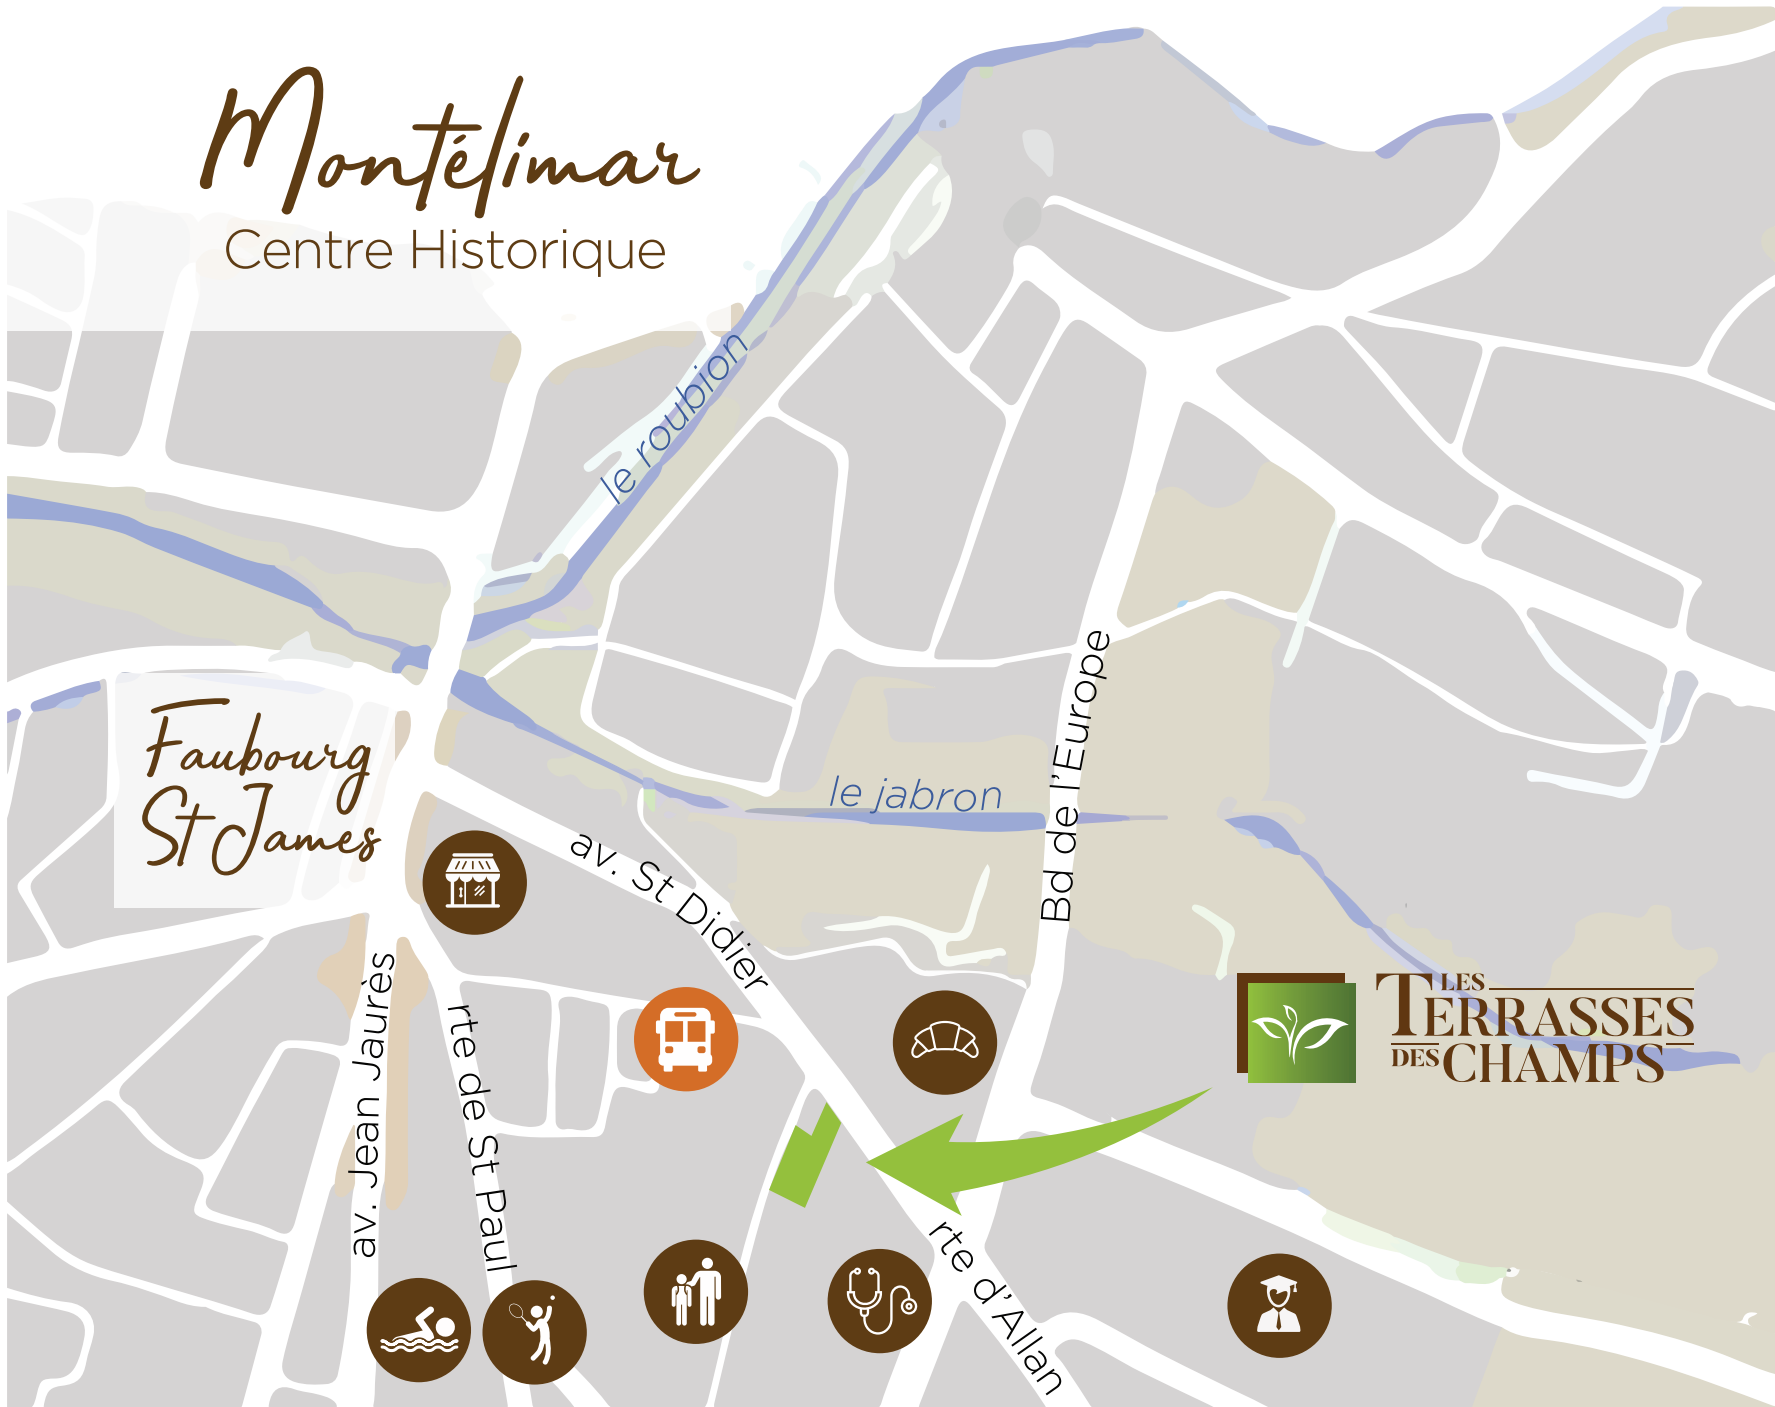 Montélimar
Centre Historique
le roubion
Faubourg
St James
le jabron
Bd de l'Europe
av. St Didier
av. Jean Jaurès
rte de St Paul
LES
TERRASSES
DES CHAMPS
rte d'Allan